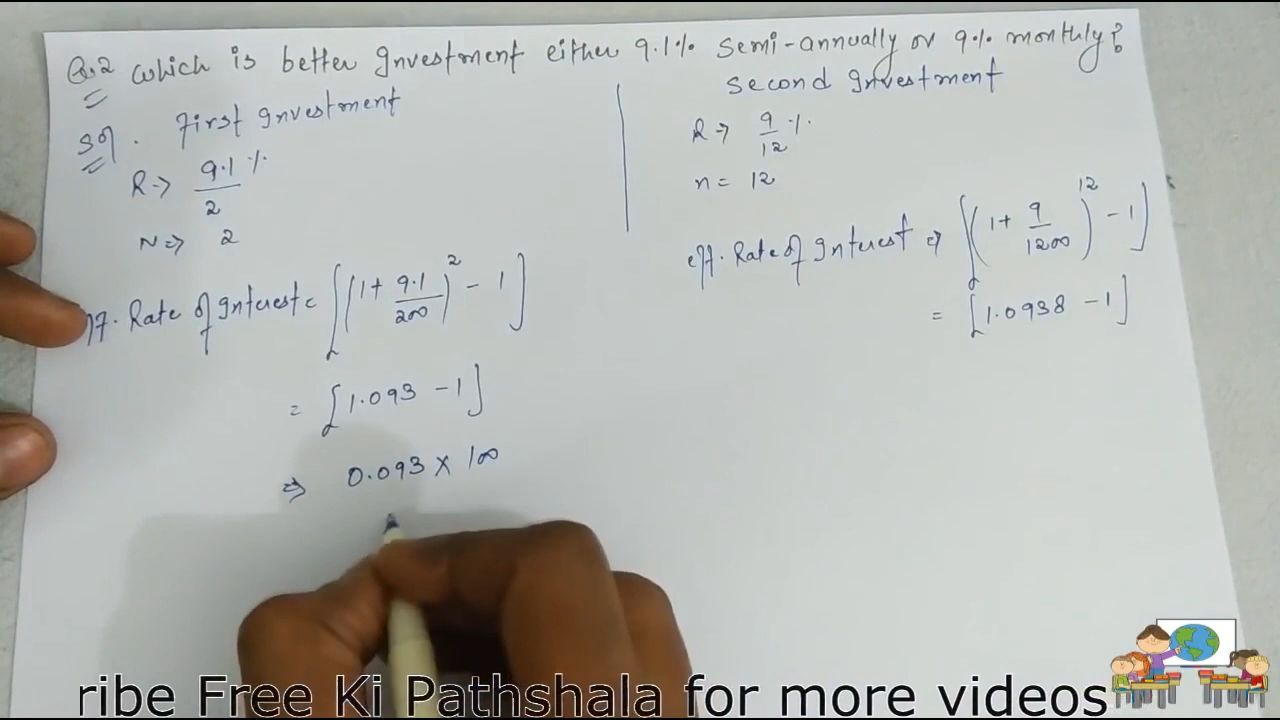 Q.2 Which is better Investment either 9.1% Semi-annually or 9% monthly?
Sol. First Investment
R → 9.1% / 2
N ⇒ 2
eff. Rate of Interest = [(1 + 9.1/200)^2 - 1]
= [1.093 - 1]
⇒ 0.093 × 100
Second Investment
R → 9/12 %
n = 12
eff. Rate of Interest ⇒ [(1 + 9/1200)^12 - 1]
= [1.0938 - 1]
ribe Free Ki Pathshala for more videos